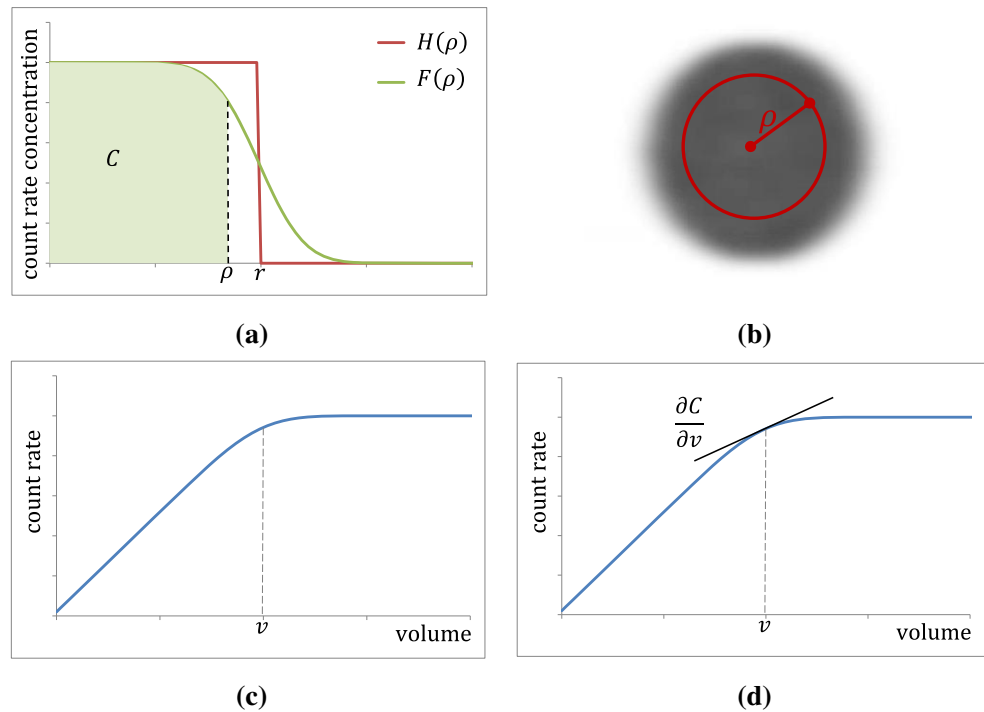 count rate concentration
H(ρ)
F(ρ)
C
ρ
r
(a)
ρ
(b)
count rate
v
volume
(c)
count rate
∂C
∂v
v
volume
(d)